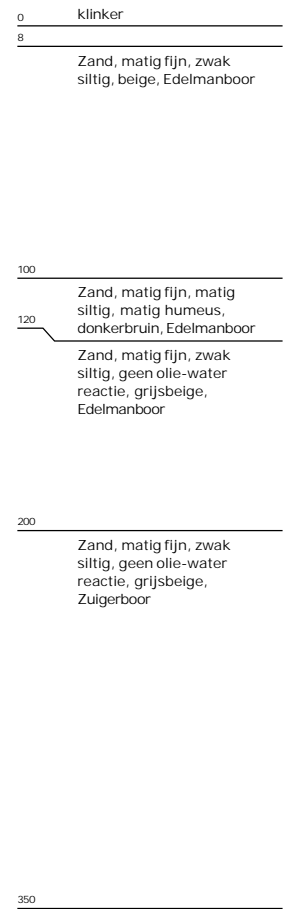 0
klinker
8
Zand, matig fijn, zwak
siltig, beige, Edelmanboor
100
Zand, matig fijn, matig
siltig, matig humeus,
donkerbruin, Edelmanboor
120
Zand, matig fijn, zwak
siltig, geen olie-water
reactie, grijsbeige,
Edelmanboor
200
Zand, matig fijn, zwak
siltig, geen olie-water
reactie, grijsbeige,
Zuigerboor
350